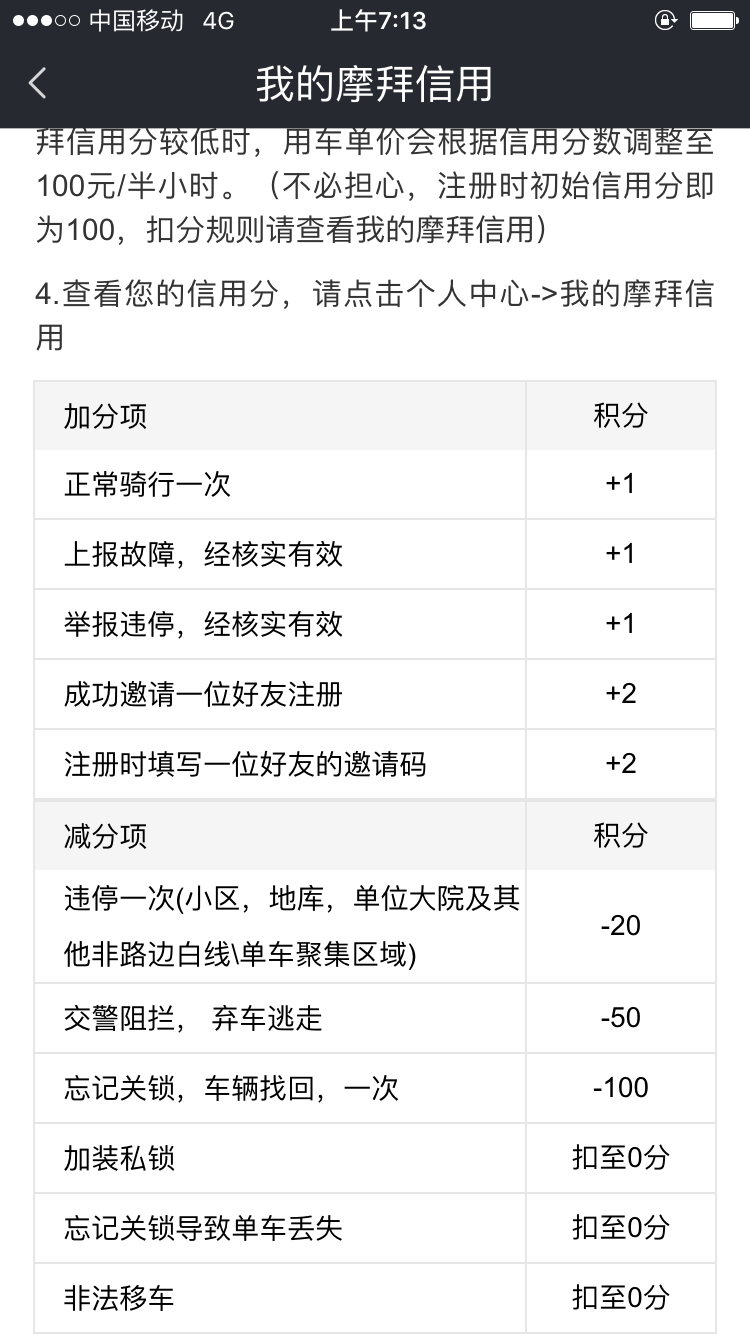 中国移动 4G 上午7:13
我的摩拜信用
拜信用分较低时，用车单价会根据信用分数调整至
100元/半小时。（不必担心，注册时初始信用分即
为100，扣分规则请查看我的摩拜信用）
4.查看您的信用分，请点击个人中心->我的摩拜信
用
加分项 积分
正常骑行一次 +1
上报故障，经核实有效 +1
举报违停，经核实有效 +1
成功邀请一位好友注册 +2
注册时填写一位好友的邀请码 +2
减分项 积分
违停一次(小区，地库，单位大院及其
他非路边白线\单车聚集区域) -20
交警阻拦， 弃车逃走 -50
忘记关锁，车辆找回，一次 -100
加装私锁 扣至0分
忘记关锁导致单车丢失 扣至0分
非法移车 扣至0分